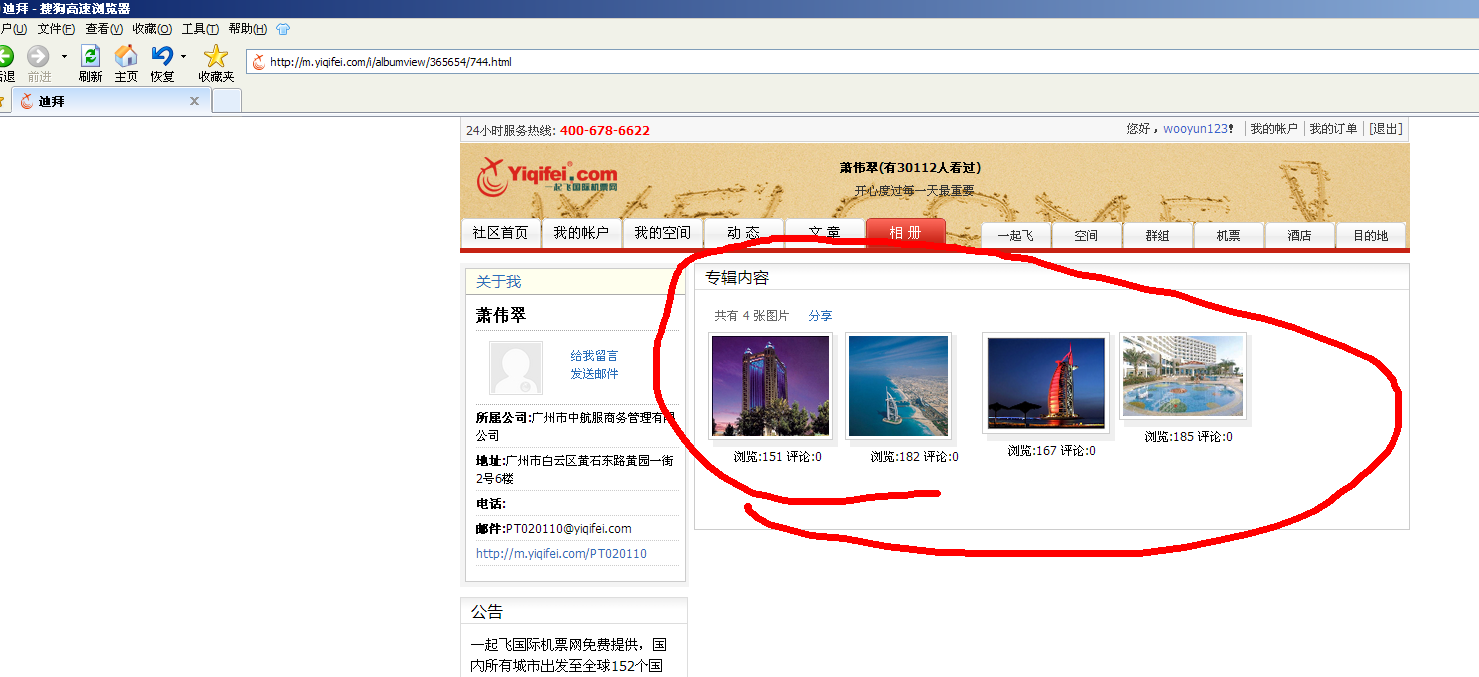 迪拜 - 搜狗高速浏览器
户(U) 文件(F) 查看(V) 收藏(O) 工具(T) 帮助(H)
后退 前进 刷新 主页 恢复 收藏夹
http://m.yiqifei.com/i/albumview/365654/744.html
迪拜 x
24小时服务热线: 400-678-6622
您好，wooyun123! 我的帐户 我的订单 [退出]
Yiqifei.com
一起飞国际机票网
萧伟翠(有30112人看过)
开心度过每一天最重要
社区首页 我的帐户 我的空间 动态 文章 相册
一起飞 空间 群组 机票 酒店 目的地
关于我
萧伟翠
给我留言
发送邮件
所属公司:广州市中航服商务管理有限
公司
地址:广州市白云区黄石东路黄园一街
2号6楼
电话:
邮件:PT020110@yiqifei.com
http://m.yiqifei.com/PT020110
公告
一起飞国际机票网免费提供，国
内所有城市出发至全球152个国
专辑内容
共有 4 张图片 分享
浏览:151 评论:0
浏览:182 评论:0
浏览:167 评论:0
浏览:185 评论:0